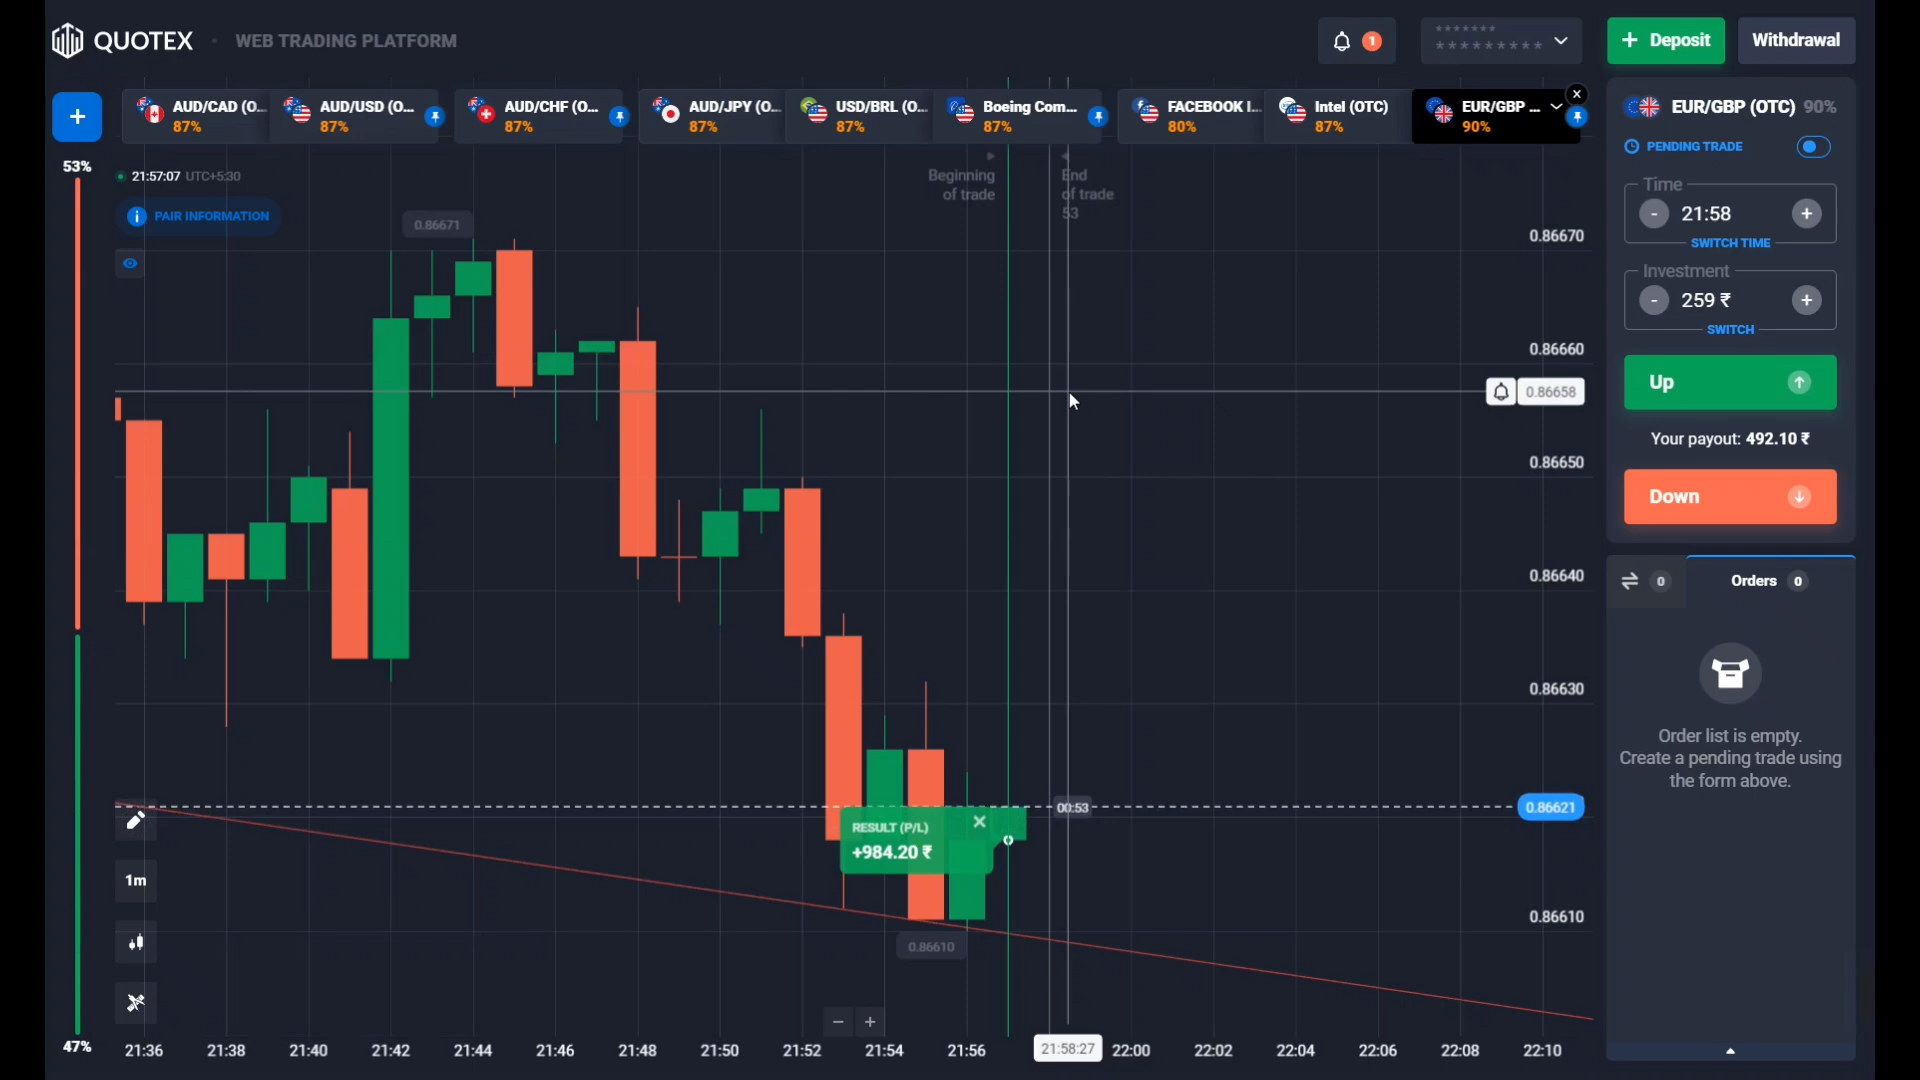 QUOTEX
WEB TRADING PLATFORM
1
*******
*********
+ Deposit
Withdrawal
+
AUD/CAD (O...
87%
AUD/USD (O...
87%
AUD/CHF (O...
87%
AUD/JPY (O...
87%
USD/BRL (O...
87%
Boeing Com...
87%
FACEBOOK I...
80%
Intel (OTC)
87%
EUR/GBP ...
90%
EUR/GBP (OTC) 90%
PENDING TRADE
53%
21:57:07 UTC+5:30
PAIR INFORMATION
Beginning
of trade
End
of trade
53
Time
- 21:58 +
SWITCH TIME
Investment
- 259 ₹ +
SWITCH
Up
Your payout: 492.10 ₹
Down
0
Orders 0
Order list is empty.
Create a pending trade using
the form above.
0.86671
0.86670
0.86660
0.86658
0.86650
0.86640
0.86630
0.86621
0.86610
00:53
RESULT (P/L)
+984.20 ₹
0.86610
1m
− +
47%
21:36 21:38 21:40 21:42 21:44 21:46 21:48 21:50 21:52 21:54 21:56 21:58:27 22:00 22:02 22:04 22:06 22:08 22:10